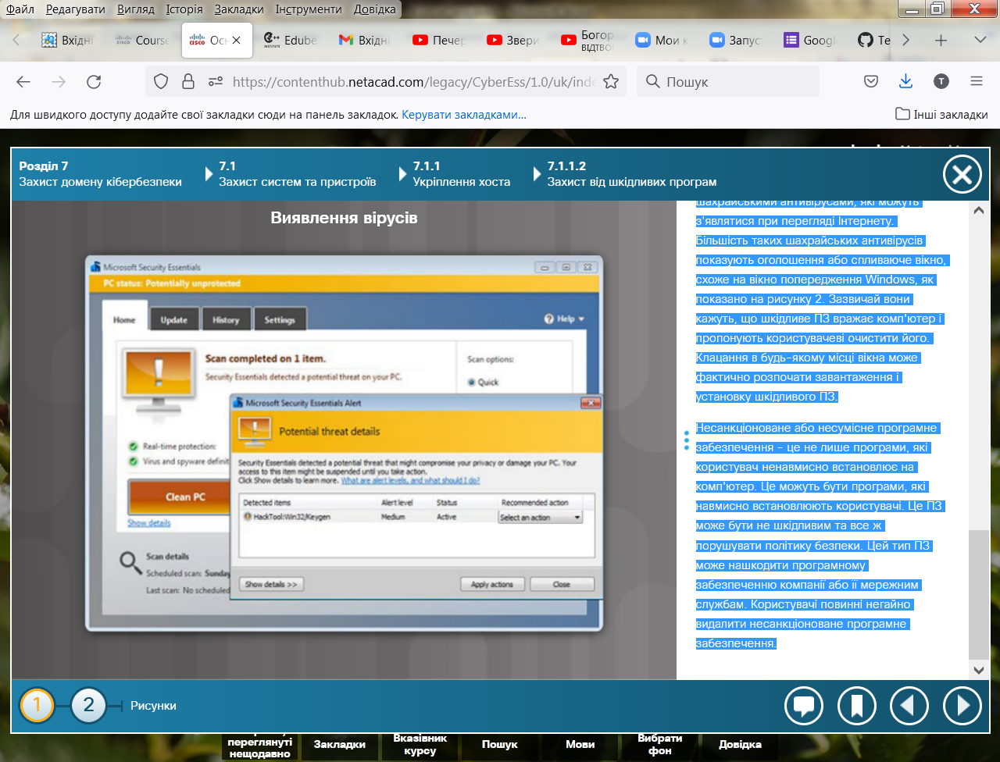 Файл Редагувати Вигляд Історія Закладки Інструменти Довідка
Вхідні Course Осн Edube Вхідні Печер Звери Богор Мои к Запус Googl Те
відтво
https://contenthub.netacad.com/legacy/CyberEss/1.0/uk/inde
Пошук
T
Для швидкого доступу додайте свої закладки сюди на панель закладок. Керувати закладками...
Інші закладки
Розділ 7
Захист домену кібербезпеки
7.1
Захист систем та пристроїв
7.1.1
Укріплення хоста
7.1.1.2
Захист від шкідливих програм
Виявлення вірусів
Microsoft Security Essentials
PC status: Potentially unprotected
Home Update History Settings
Help
Scan completed on 1 item.
Security Essentials detected a potential threat on your PC.
Scan options:
Quick
Real-time protection:
Virus and spyware definit
Clean PC
Show details
Scan details
Scheduled scan: Sunday
Last scan: No scheduled
Microsoft Security Essentials Alert
Potential threat details
Security Essentials detected a potential threat that might compromise your privacy or damage your PC. Your
access to this item might be suspended until you take action.
Click Show details to learn more. What are alert levels, and what should I do?
Detected items Alert level Status Recommended action
HackTool:Win32/Keygen Medium Active Select an action
Show details >>
Apply actions
Close
шахрайськими антивірусами, які можуть
з'являтися при перегляді Інтернету.
Більшість таких шахрайських антивірусів
показують оголошення або спливаюче вікно,
схоже на вікно попередження Windows, як
показано на рисунку 2. Зазвичай вони
кажуть, що шкідливе ПЗ вражає комп'ютер і
пропонують користувачеві очистити його.
Клацання в будь-якому місці вікна може
фактично розпочати завантаження і
установку шкідливого ПЗ.
Несанкціоноване або несумісне програмне
забезпечення - це не лише програми, які
користувач ненавмисно встановлює на
комп'ютер. Це можуть бути програми, які
навмисно встановлюють користувачі. Це ПЗ
може бути не шкідливим та все ж
порушувати політику безпеки. Цей тип ПЗ
може нашкодити програмному
забезпеченню компанії або її мережним
службам. Користувачі повинні негайно
видалити несанкціоноване програмне
забезпечення.
1 2 Рисунки
переглянуті
нещодавно
Закладки
Вказівник
курсу
Пошук
Мови
Вибрати
фон
Довідка